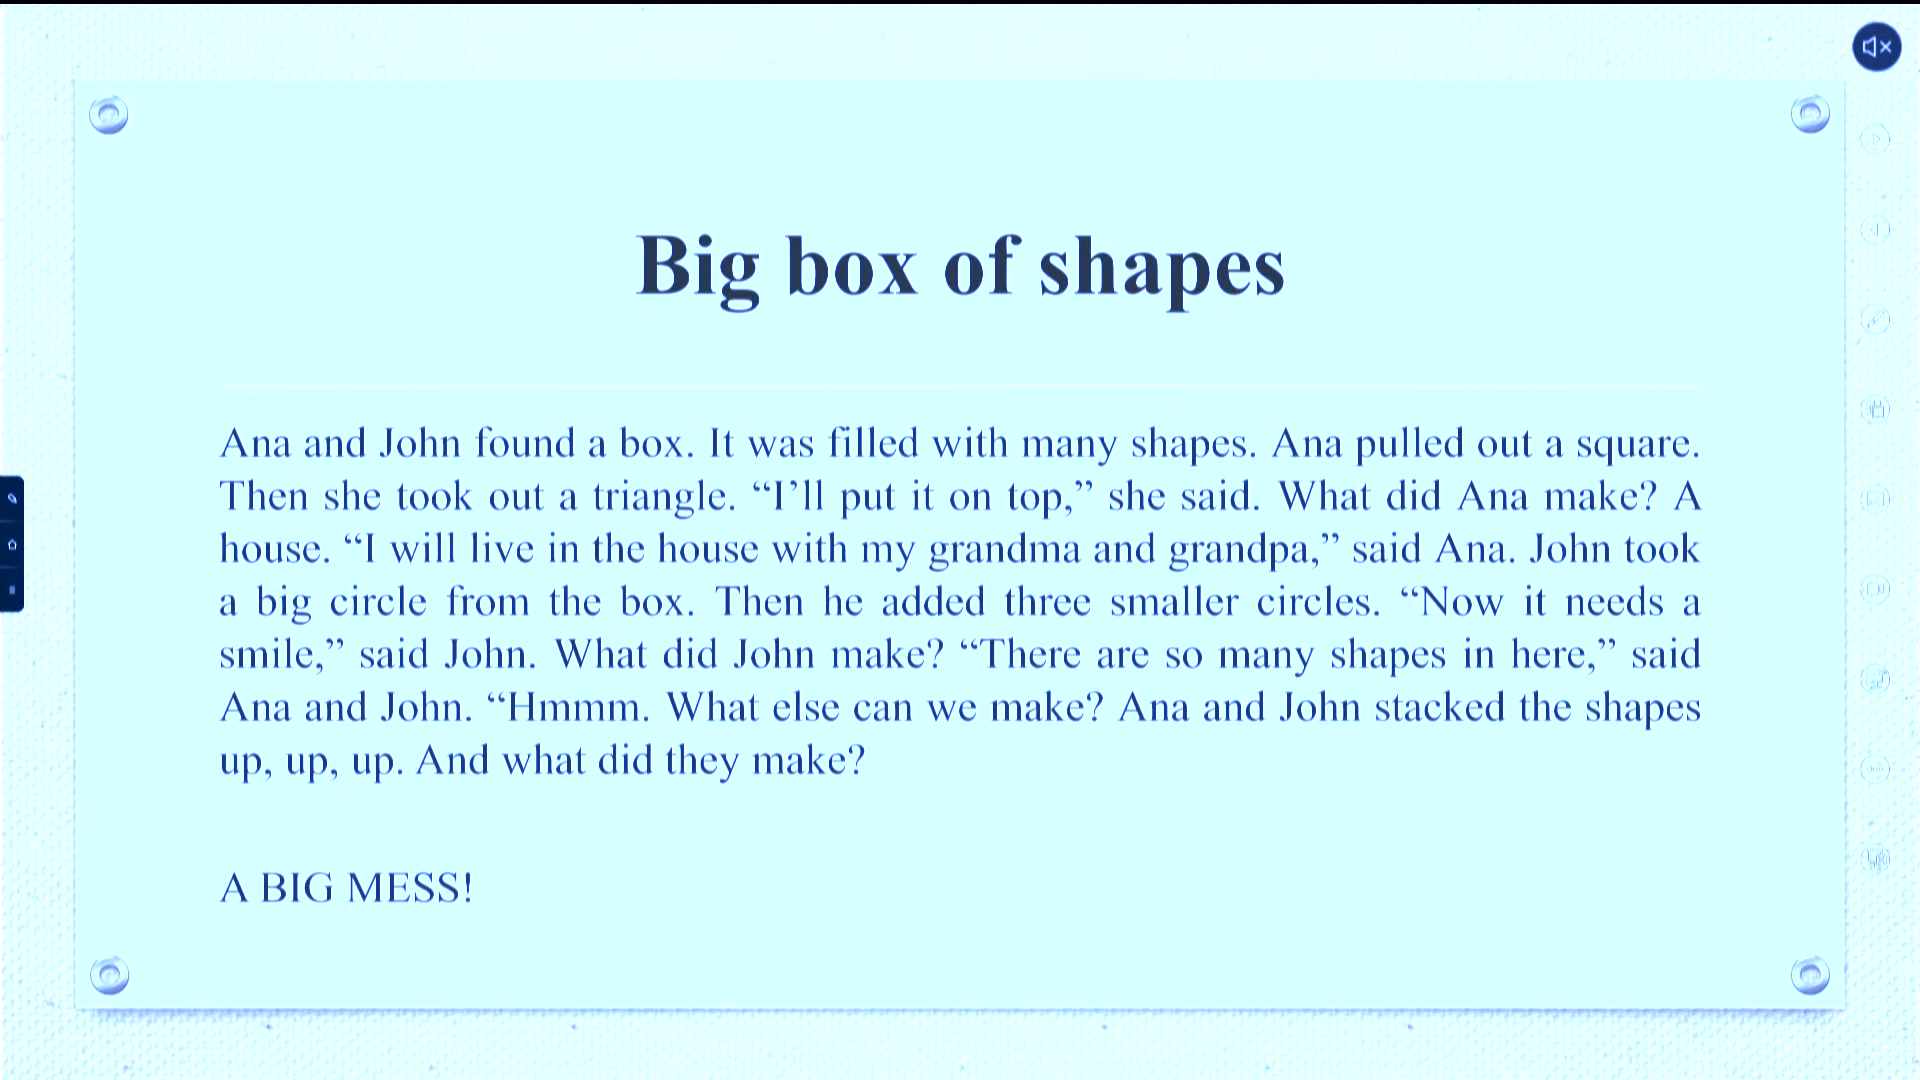 Big box of shapes
Ana and John found a box. It was filled with many shapes. Ana pulled out a square.
Then she took out a triangle. “I’ll put it on top,” she said. What did Ana make? A
house. “I will live in the house with my grandma and grandpa,” said Ana. John took
a big circle from the box. Then he added three smaller circles. “Now it needs a
smile,” said John. What did John make? “There are so many shapes in here,” said
Ana and John. “Hmmm. What else can we make? Ana and John stacked the shapes
up, up, up. And what did they make?
A BIG MESS!